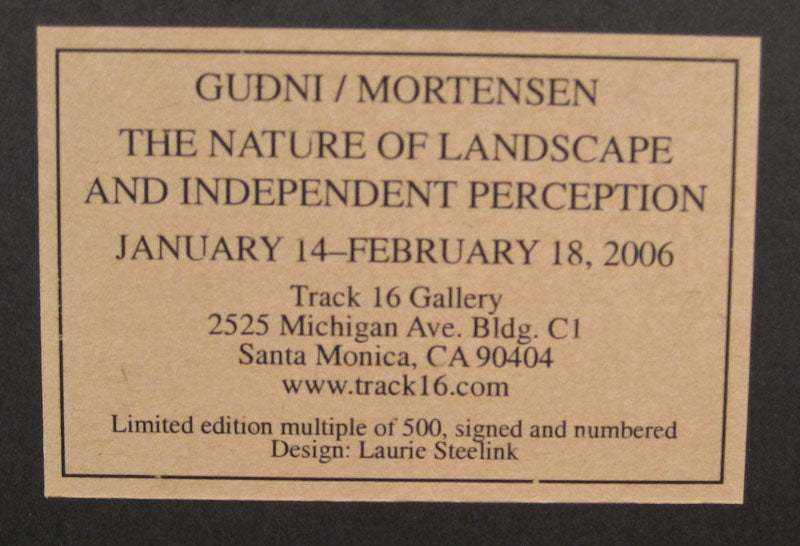 GUÐNI / MORTENSEN
THE NATURE OF LANDSCAPE
AND INDEPENDENT PERCEPTION
JANUARY 14–FEBRUARY 18, 2006
Track 16 Gallery
2525 Michigan Ave. Bldg. C1
Santa Monica, CA 90404
www.track16.com
Limited edition multiple of 500, signed and numbered
Design: Laurie Steelink